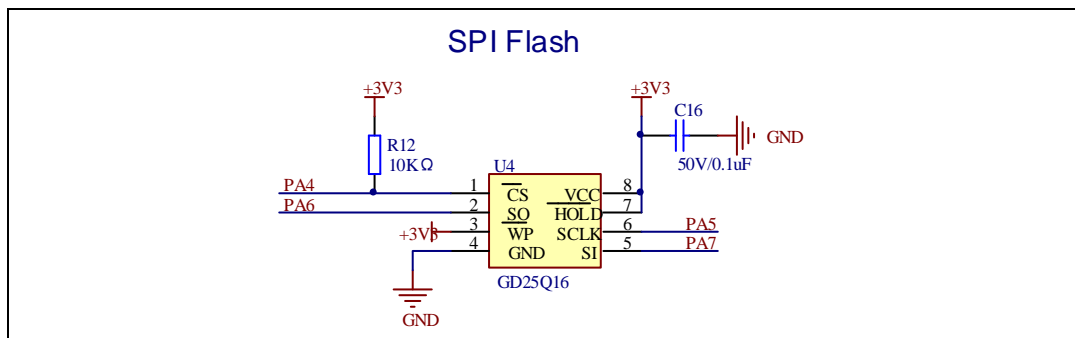 SPI Flash
+3V3
+3V3
C16
GND
50V/0.1uF
R12
10KΩ
U4
PA4
1
CS
VCC
8
PA6
2
SO
HOLD
7
+3V3
3
WP
SCLK
6
PA5
4
GND
SI
5
PA7
GD25Q16
GND